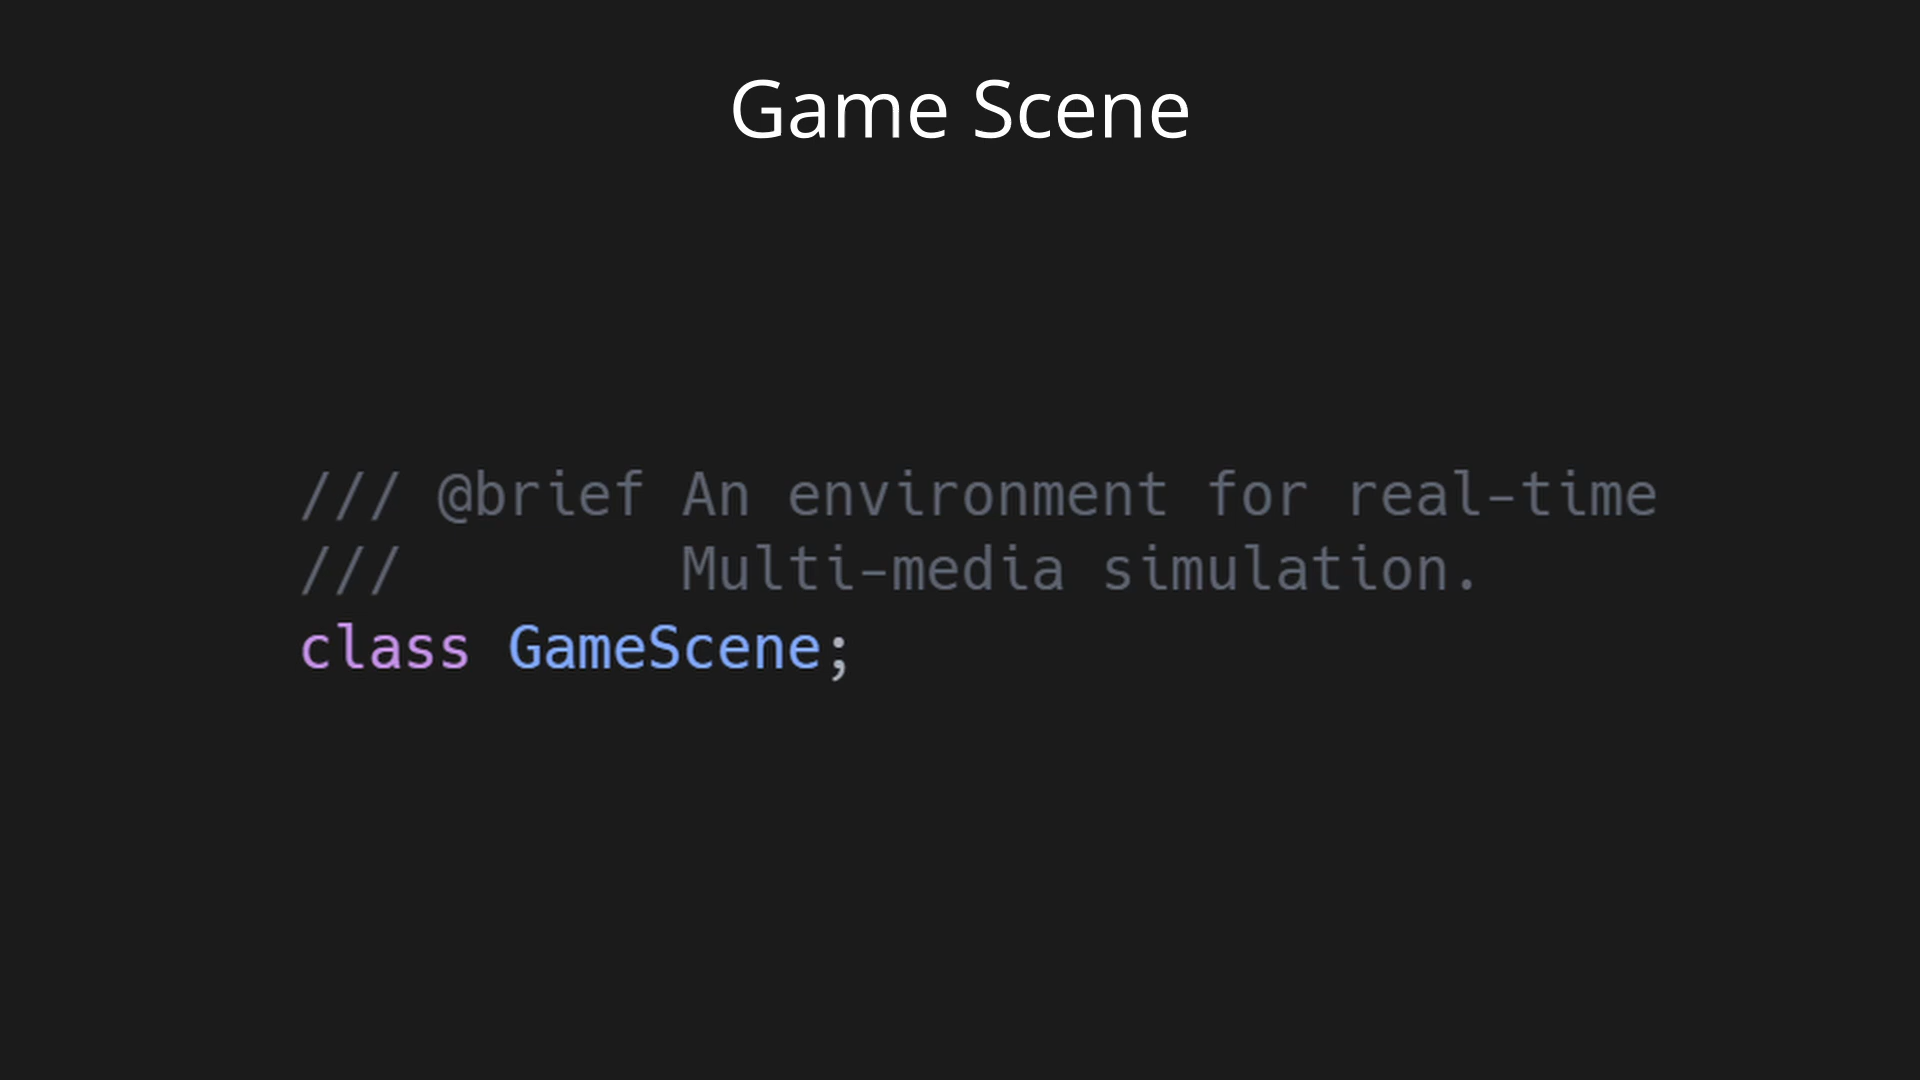 Game Scene
/// @brief An environment for real-time
///        Multi-media simulation.
class GameScene;